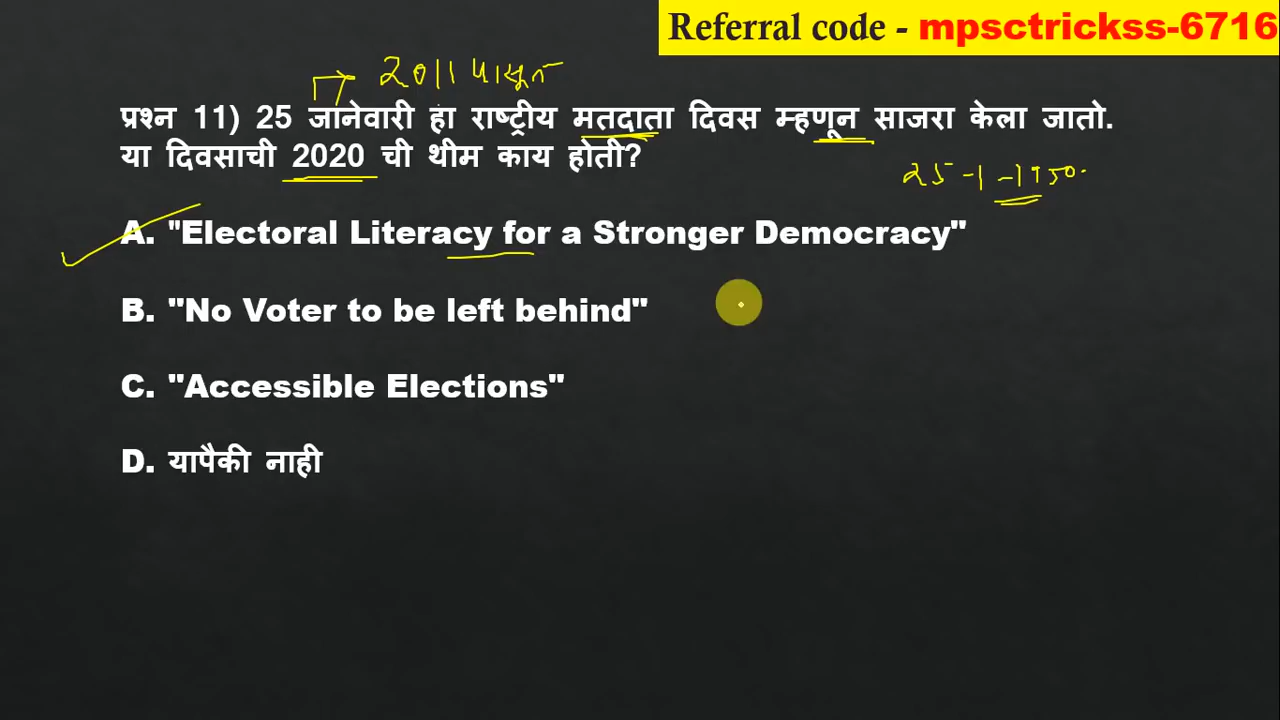 Referral code - mpsctrickss-6716
2011 पासून
प्रश्न 11) 25 जानेवारी हा राष्ट्रीय मतदाता दिवस म्हणून साजरा केला जातो.
या दिवसाची 2020 ची थीम काय होती?
25-1-1950.
A. "Electoral Literacy for a Stronger Democracy"
B. "No Voter to be left behind"
C. "Accessible Elections"
D. यापैकी नाही